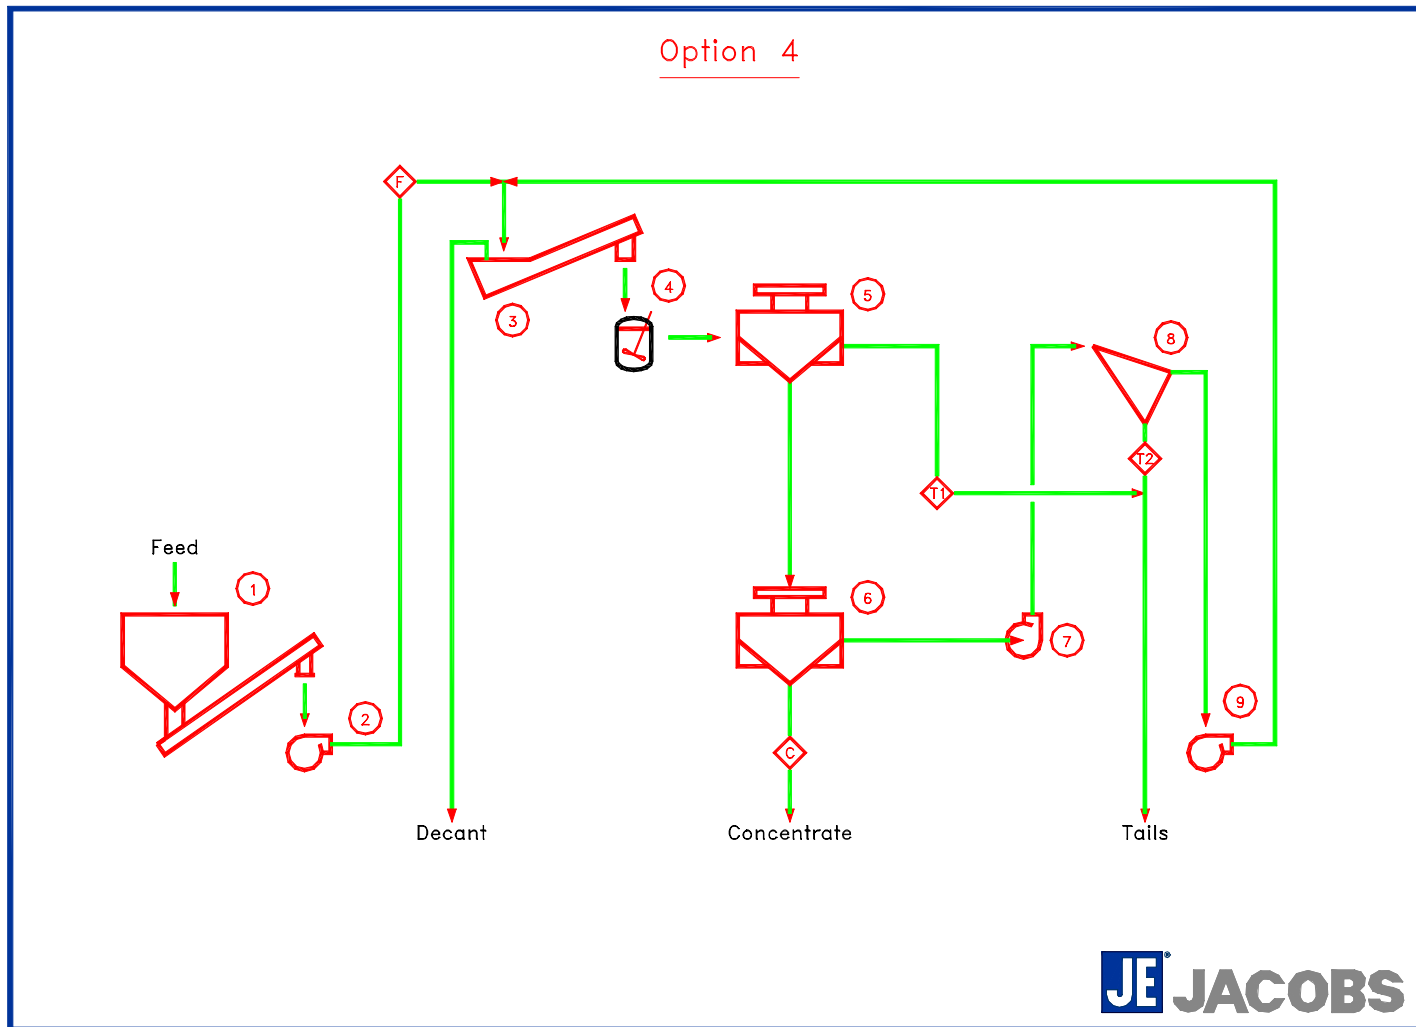 Option 4
F
4
5
3
8
T2
T1
Feed
1
6
7
2
9
C
Decant
Concentrate
Tails
JE® JACOBS